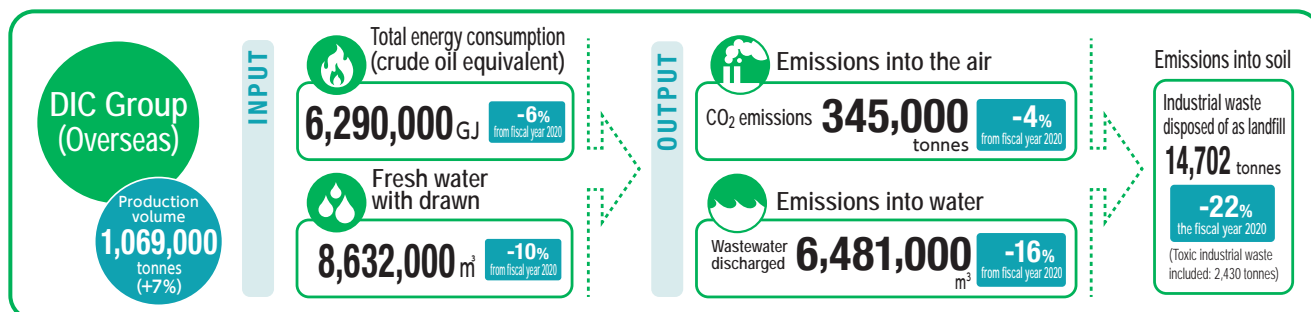 DIC Group
(Overseas)
Production
volume
1,069,000
tonnes
(+7%)
INPUT
Total energy consumption
(crude oil equivalent)
6,290,000 GJ
-6%
from fiscal year 2020
Fresh water
with drawn
8,632,000 m³
-10%
from fiscal year 2020
OUTPUT
Emissions into the air
CO₂ emissions 345,000
tonnes
-4%
from fiscal year 2020
Emissions into water
Wastewater
discharged
6,481,000
m³
-16%
from fiscal year 2020
Emissions into soil
Industrial waste
disposed of as landfill
14,702 tonnes
-22%
the fiscal year 2020
(Toxic industrial waste
included: 2,430 tonnes)